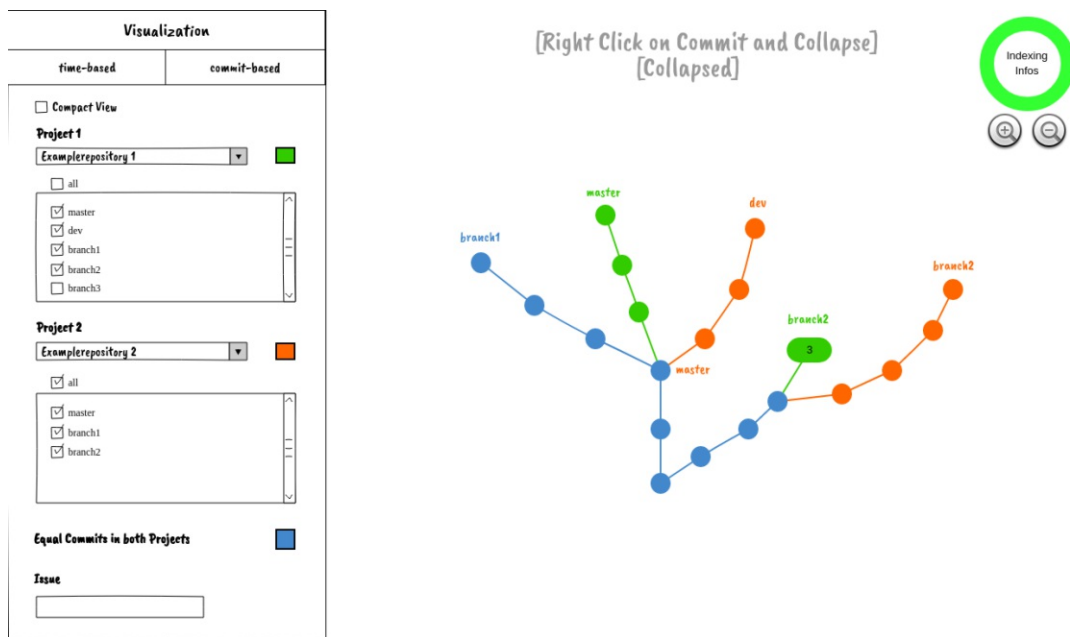 Visualization
time-based
commit-based
Compact View
Project 1
Examplerepository 1
all
master
dev
branch1
branch2
branch3
Project 2
Examplerepository 2
all
master
branch1
branch2
Equal Commits in both Projects
Issue
[Right Click on Commit and Collapse]
[Collapsed]
Indexing
Infos
master
dev
branch1
branch2
branch2
3
master